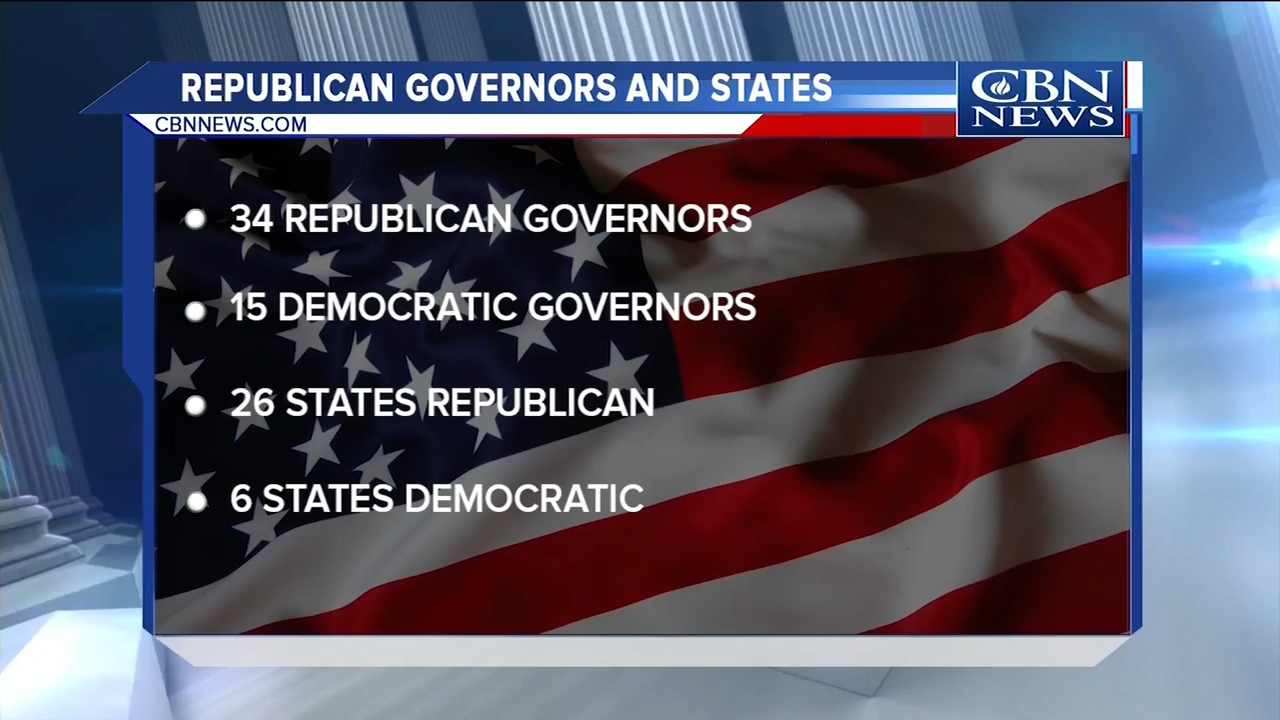 REPUBLICAN GOVERNORS AND STATES
CBN
NEWS
CBNNEWS.COM
34 REPUBLICAN GOVERNORS
15 DEMOCRATIC GOVERNORS
26 STATES REPUBLICAN
6 STATES DEMOCRATIC